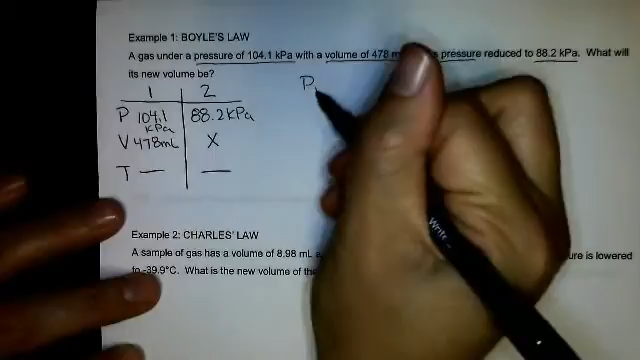 Example 1: BOYLE'S LAW
A gas under a pressure of 104.1 kPa with a volume of 478 pressure reduced to 88.2 kPa. What will
its new volume be?
1 2
P 104.1 kPa 88.2 kPa
V 478mL X
T — —
P
Example 2: CHARLES' LAW
A sample of gas has a volume of 8.98 mL is lowered
to -39.9°C. What is the new volume of
Write